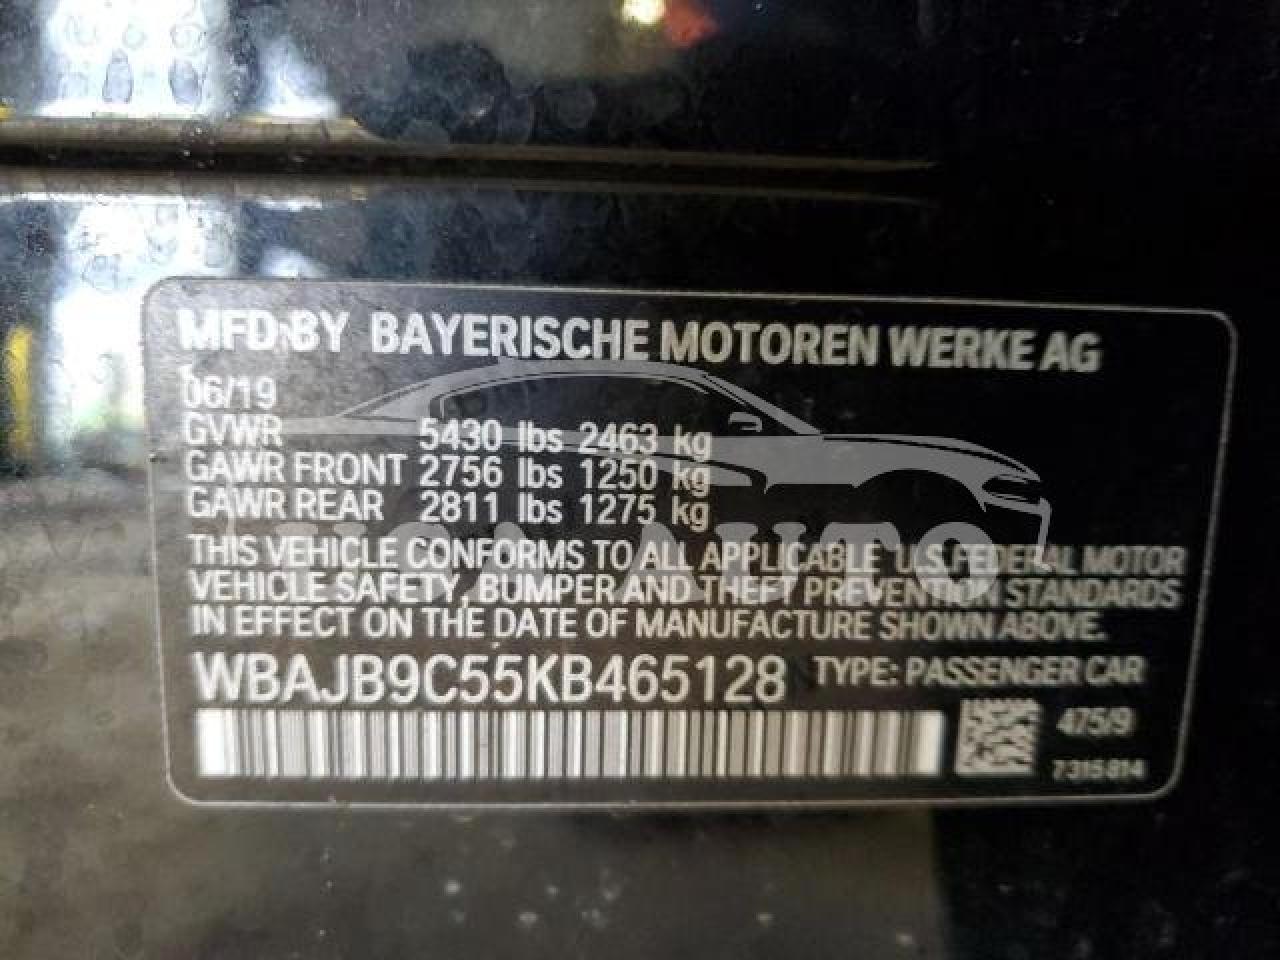 MFD BY BAYERISCHE MOTOREN WERKE AG
06/19
GVWR 5430 lbs 2463 kg
GAWR FRONT 2756 lbs 1250 kg
GAWR REAR 2811 lbs 1275 kg
THIS VEHICLE CONFORMS TO ALL APPLICABLE U.S. FEDERAL MOTOR
VEHICLE SAFETY, BUMPER AND THEFT PREVENTION STANDARDS
IN EFFECT ON THE DATE OF MANUFACTURE SHOWN ABOVE.
WBAJB9C55KB465128 TYPE: PASSENGER CAR
475/9
7315814